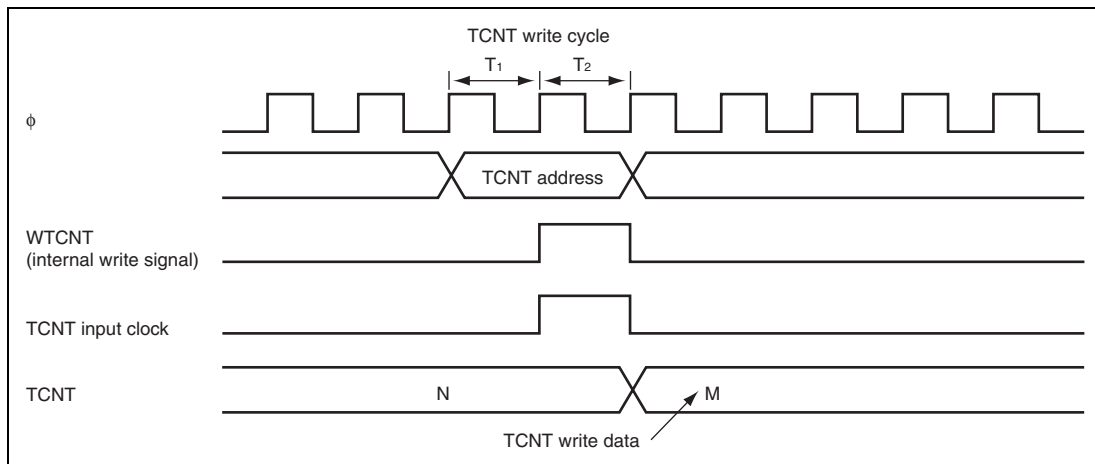 TCNT write cycle
T1 T2
ϕ
TCNT address
WTCNT
(internal write signal)
TCNT input clock
TCNT N M
TCNT write data